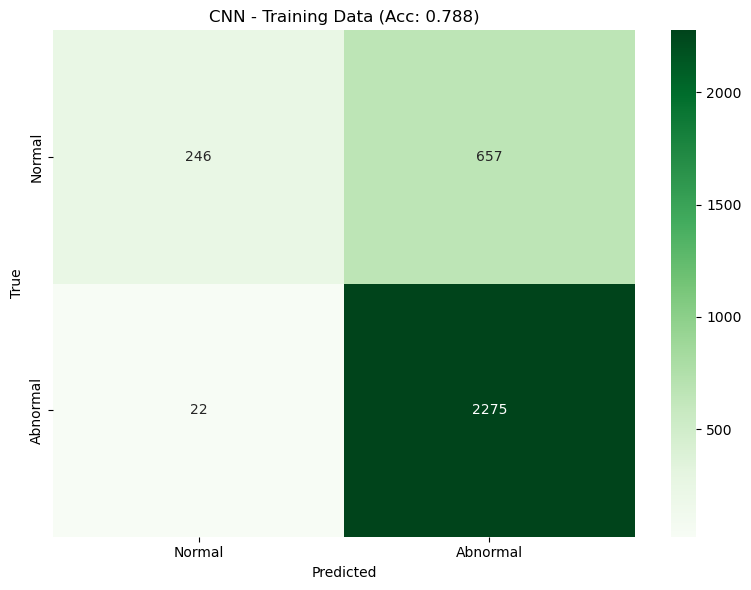 CNN - Training Data (Acc: 0.788)
True
Normal
246
657
Abnormal
22
2275
Normal
Abnormal
Predicted
2000
1500
1000
500